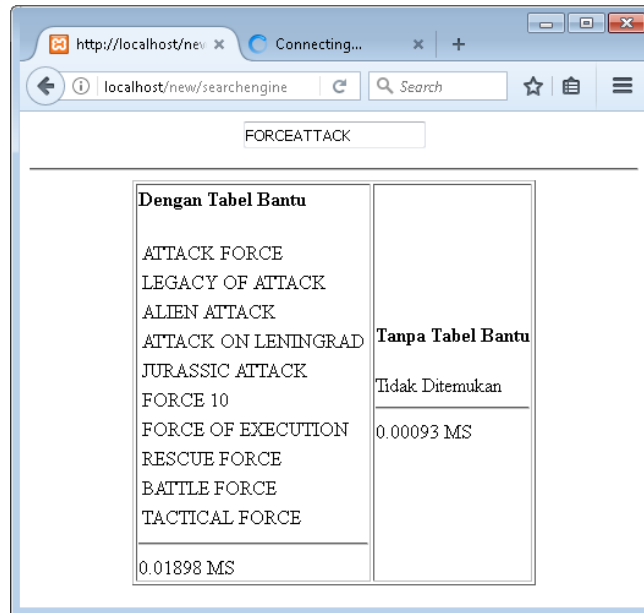 http://localhost/nev
Connecting...
localhost/new/searchengine
Search
FORCEATTACK
Dengan Tabel Bantu
ATTACK FORCE
LEGACY OF ATTACK
ALIEN ATTACK
ATTACK ON LENINGRAD
JURASSIC ATTACK
FORCE 10
FORCE OF EXECUTION
RESCUE FORCE
BATTLE FORCE
TACTICAL FORCE
0.01898 MS
Tanpa Tabel Bantu
Tidak Ditemukan
0.00093 MS